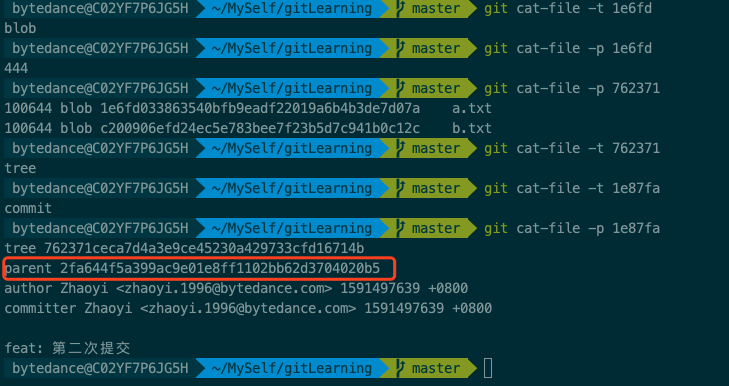 bytedance@C02YF7P6JG5H ~/MySelf/gitLearning master git cat-file -t 1e6fd
blob
bytedance@C02YF7P6JG5H ~/MySelf/gitLearning master git cat-file -p 1e6fd
444
bytedance@C02YF7P6JG5H ~/MySelf/gitLearning master git cat-file -p 762371
100644 blob 1e6fd033863540bfb9eadf22019a6b4b3de7d07a a.txt
100644 blob c200906efd24ec5e783bee7f23b5d7c941b0c12c b.txt
bytedance@C02YF7P6JG5H ~/MySelf/gitLearning master git cat-file -t 762371
tree
bytedance@C02YF7P6JG5H ~/MySelf/gitLearning master git cat-file -t 1e87fa
commit
bytedance@C02YF7P6JG5H ~/MySelf/gitLearning master git cat-file -p 1e87fa
tree 762371ceca7d4a3e9ce45230a429733cfd16714b
parent 2fa644f5a399ac9e01e8ff1102bb62d3704020b5
author Zhaoyi <zhaoyi.1996@bytedance.com> 1591497639 +0800
committer Zhaoyi <zhaoyi.1996@bytedance.com> 1591497639 +0800
feat: 第二次提交
bytedance@C02YF7P6JG5H ~/MySelf/gitLearning master